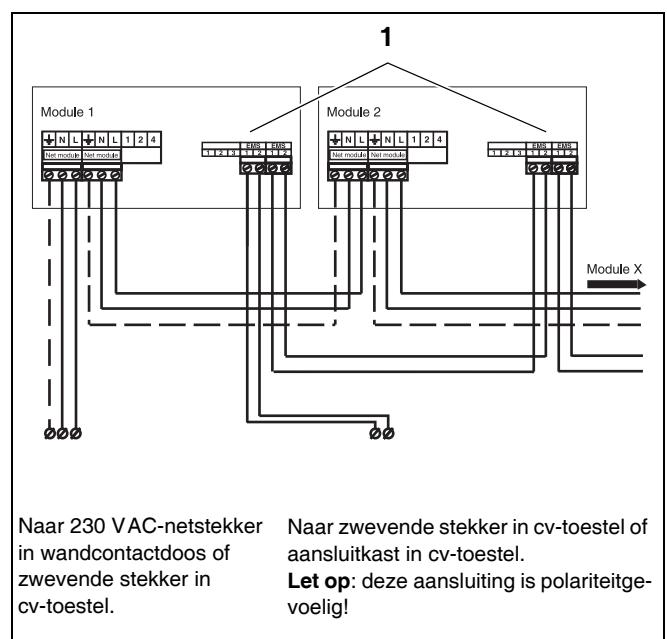 1
Module 1
Module 2
⏚ N L ⏚ N L 1 2 4
Net module Net module
EMS EMS
1 2 3 1 2 1 2
⏚ N L ⏚ N L 1 2 4
Net module Net module
EMS EMS
1 2 3 1 2 1 2
Module X
Naar 230 VAC-netstekker
in wandcontactdoos of
zwevende stekker in
cv-toestel.
Naar zwevende stekker in cv-toestel of
aansluitkast in cv-toestel.
Let op: deze aansluiting is polariteitge-
voelig!